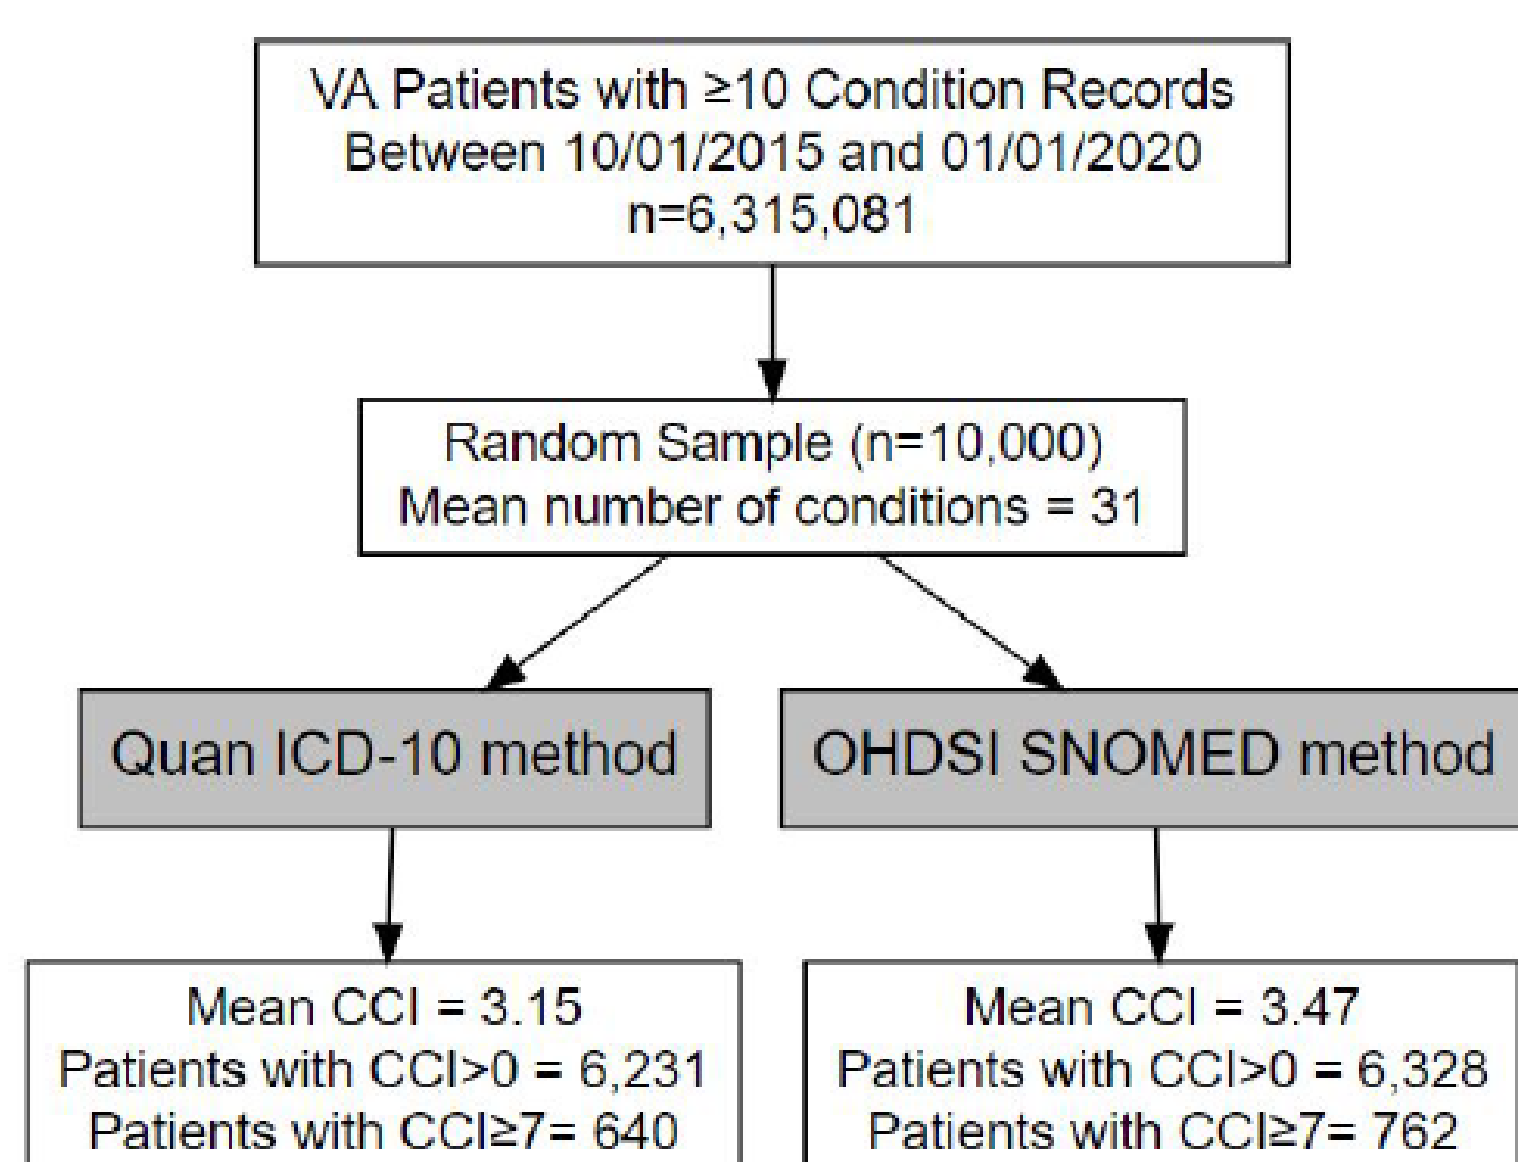 VA Patients with ≥10 Condition Records
Between 10/01/2015 and 01/01/2020
n=6,315,081
Random Sample (n=10,000)
Mean number of conditions = 31
Quan ICD-10 method
OHDSI SNOMED method
Mean CCI = 3.15
Patients with CCI>0 = 6,231
Patients with CCI≥7= 640
Mean CCI = 3.47
Patients with CCI>0 = 6,328
Patients with CCI≥7= 762